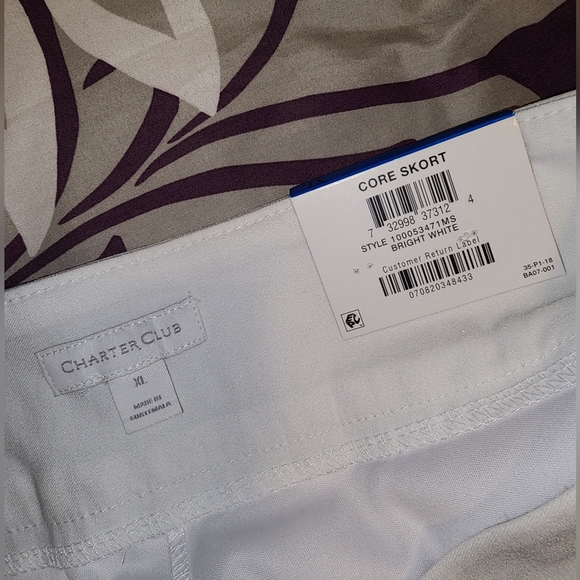 CORE SKORT
7 32998 37312 4
STYLE 100053471MS
BRIGHT WHITE
Customer Return Label
070820348433
35-P1-18
BA07-001
CHARTER CLUB
XL
MADE IN
GUATEMALA